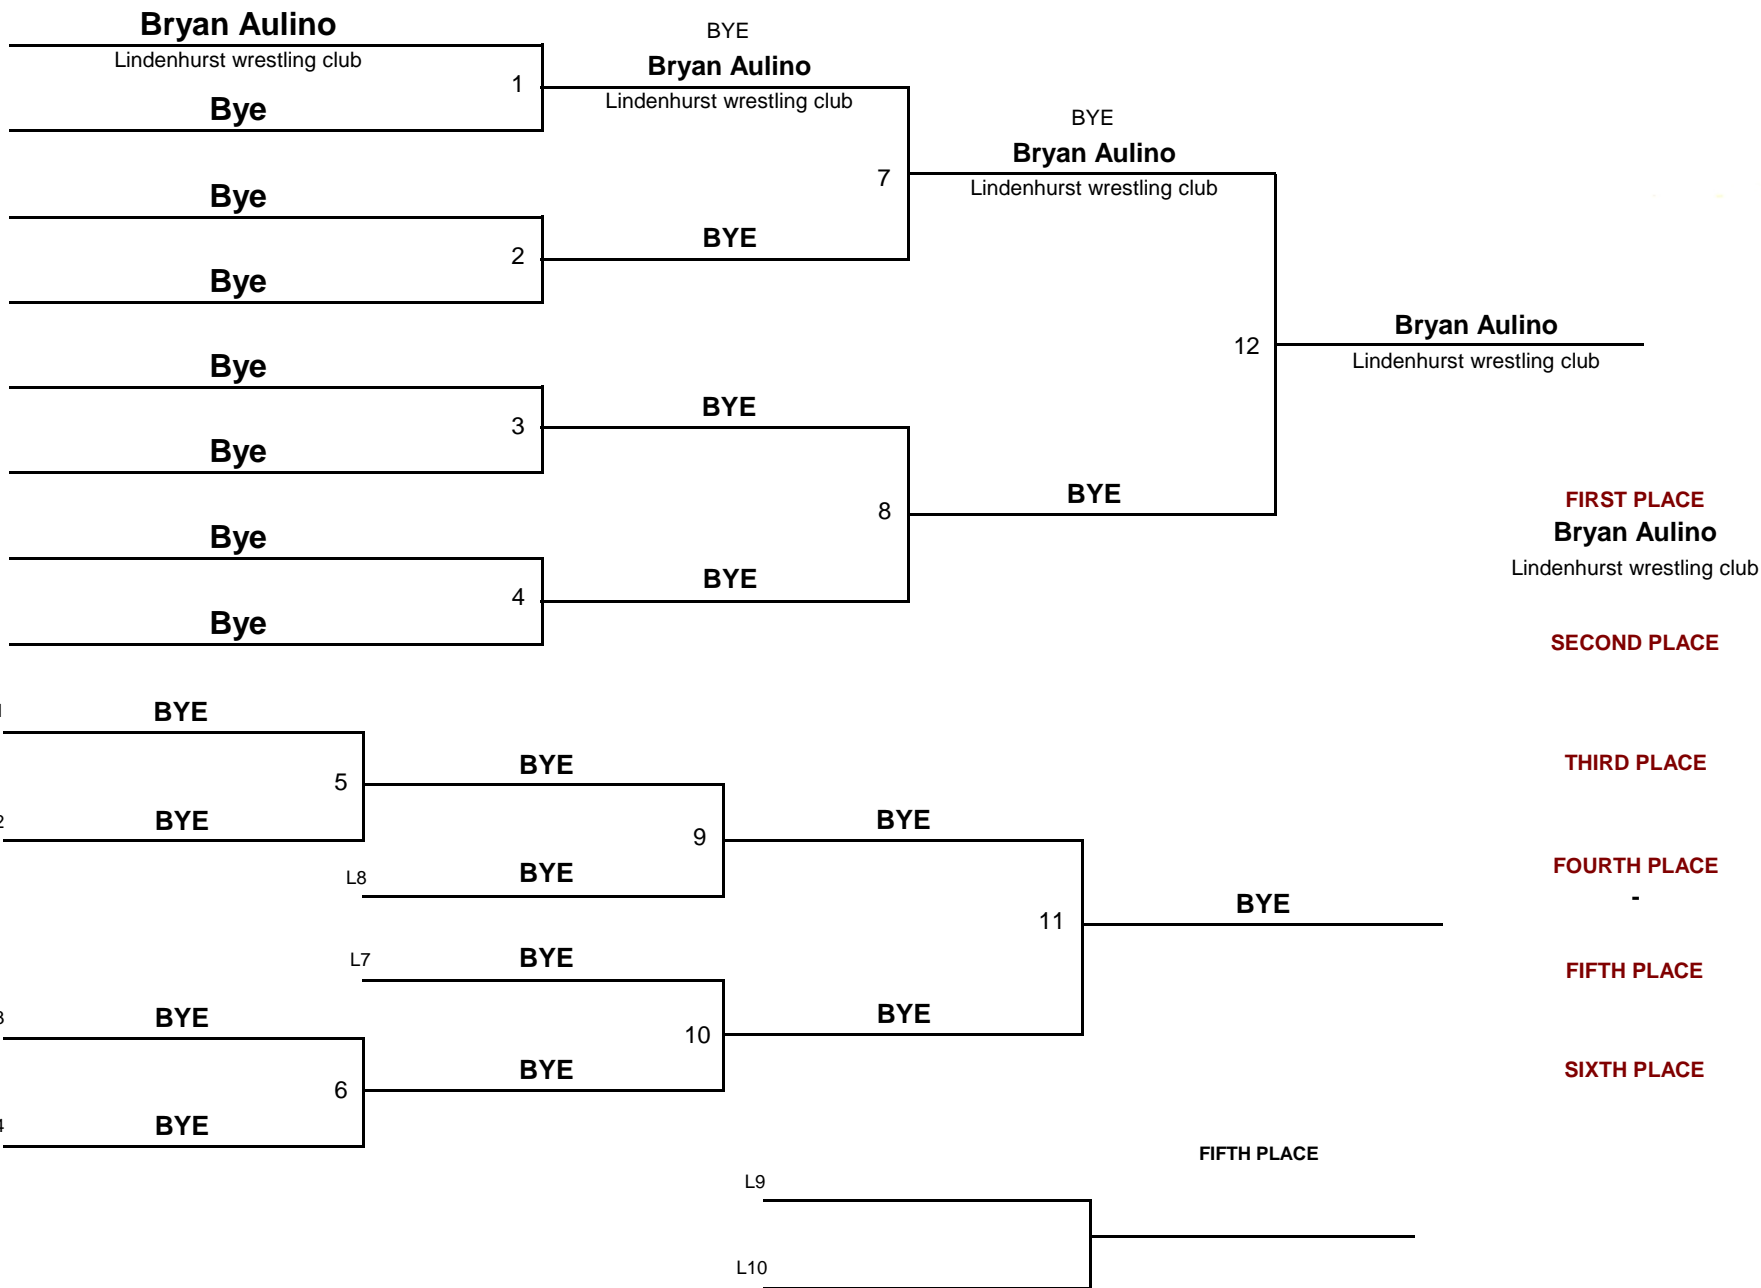 Bryan Aulino
Lindenhurst wrestling club
1
Bye
BYE
Bryan Aulino
Lindenhurst wrestling club
7
BYE
Bryan Aulino
Lindenhurst wrestling club
Bye
2
Bye
BYE
12
Bryan Aulino
Lindenhurst wrestling club
Bye
3
Bye
BYE
8
BYE
Bye
4
Bye
BYE
FIRST PLACE
Bryan Aulino
Lindenhurst wrestling club
SECOND PLACE
BYE
5
2
BYE
BYE
9
L8
BYE
BYE
11
BYE
THIRD PLACE
FOURTH PLACE
-
FIFTH PLACE
SIXTH PLACE
L7
BYE
10
BYE
3
BYE
6
BYE
4
BYE
FIFTH PLACE
L9
L10